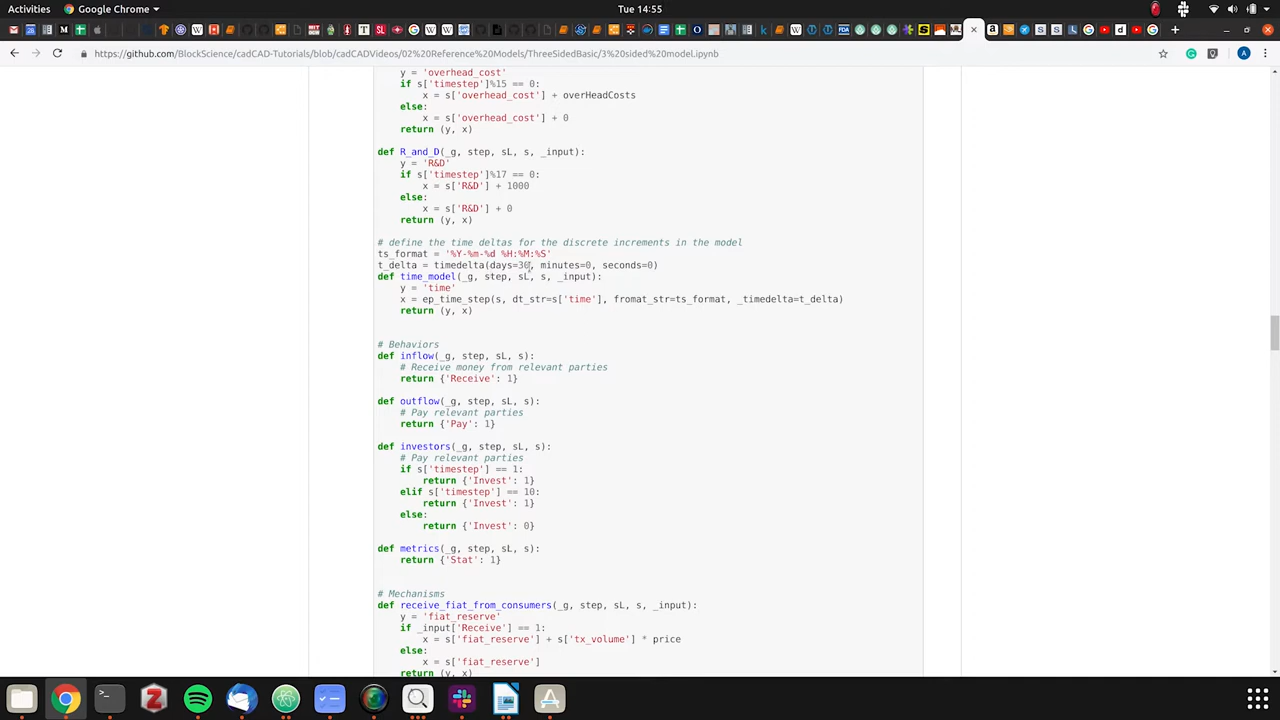 Activities
Google Chrome
Tue 14:55
https://github.com/BlockScience/cadCAD-Tutorials/blob/cadCADVideos/02%20Reference%20Models/ThreeSidedBasic/3%20sided%20model.ipynb
y = 'overhead_cost'
if s['timestep']%15 == 0:
x = s['overhead_cost'] + overHeadCosts
else:
x = s['overhead_cost'] + 0
return (y, x)
def R_and_D(_g, step, sL, s, _input):
y = 'R&D'
if s['timestep']%17 == 0:
x = s['R&D'] + 1000
else:
x = s['R&D'] + 0
return (y, x)
# define the time deltas for the discrete increments in the model
ts_format = '%Y-%m-%d %H:%M:%S'
t_delta = timedelta(days=30, minutes=0, seconds=0)
def time_model(_g, step, sL, s, _input):
y = 'time'
x = ep_time_step(s, dt_str=s['time'], fromat_str=ts_format, _timedelta=t_delta)
return (y, x)
# Behaviors
def inflow(_g, step, sL, s):
# Receive money from relevant parties
return {'Receive': 1}
def outflow(_g, step, sL, s):
# Pay relevant parties
return {'Pay': 1}
def investors(_g, step, sL, s):
# Pay relevant parties
if s['timestep'] == 1:
return {'Invest': 1}
elif s['timestep'] == 10:
return {'Invest': 1}
else:
return {'Invest': 0}
def metrics(_g, step, sL, s):
return {'Stat': 1}
# Mechanisms
def receive_fiat_from_consumers(_g, step, sL, s, _input):
y = 'fiat_reserve'
if _input['Receive'] == 1:
x = s['fiat_reserve'] + s['tx_volume'] * price
else:
x = s['fiat_reserve']
return (y, x)